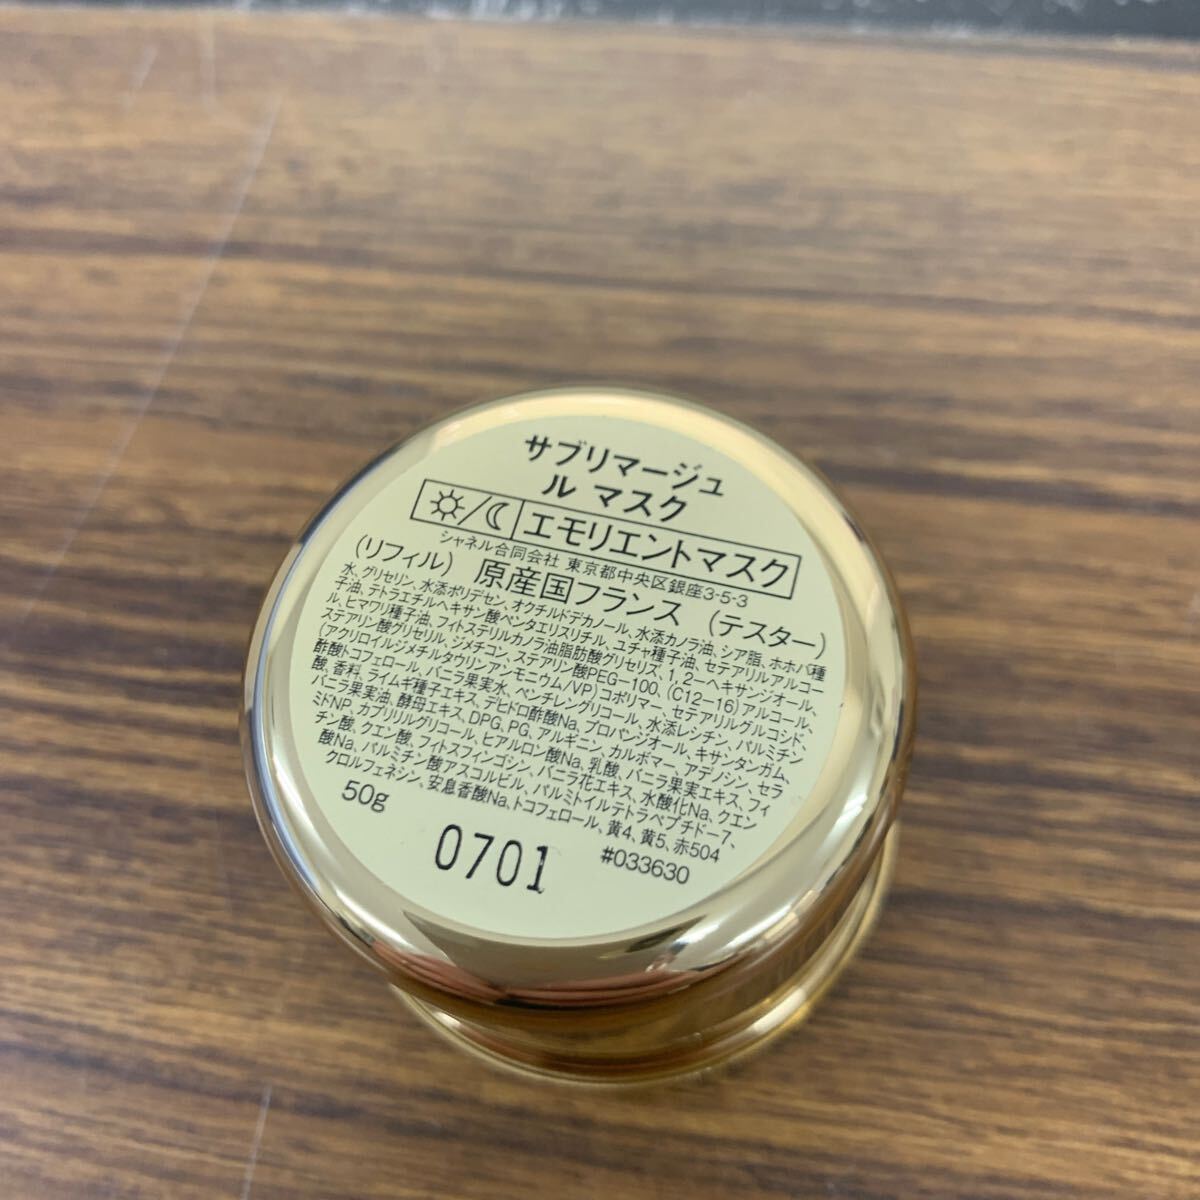 サブリマージュ
ル マスク
/ エモリエントマスク
シャネル合同会社 東京都中央区銀座3-5-3
(リフィル) 原産国フランス (テスター)
水、グリセリン、水添ポリデセン、オクチルドデカノール、水添カノラ油、シア脂、ホホバ種
子油、テトラエチルヘキサン酸ペンタエリスリチル、ユチャ種子油、セテアリルアルコー
ル、ヒマワリ種子油、フィトステリルカノラ油脂肪酸グリセリズ、1,2-ヘキサンジオール、
ステアリン酸グリセリル、ジメチコン、ステアリン酸PEG-100、(C12-16)アルコール、
(アクリロイルジメチルタウリンアンモニウム/VP)コポリマー、セテアリルグルコシド、
酢酸トコフェロール、バニラ果実水、ペンチレングリコール、水添レシチン、パルミチン
酸、香料、ライムギ種子エキス、デヒドロ酢酸Na、プロパンジオール、キサンタンガム、
バニラ果実油、酵母エキス、DPG、PG、アルギニン、カルボマー、アデノシン、セラ
ミドNP、カプリリルグリコール、ヒアルロン酸Na、乳酸、バニラ果実エキス、フィ
チン酸、クエン酸、フィトスフィンゴシン、バニラ花エキス、水酸化Na、クエン
酸Na、パルミチン酸アスコルビル、パルミトイルテトラペプチド-7、
クロルフェネシン、安息香酸Na、トコフェロール、黄4、黄5、赤504
50g
#033630
0701